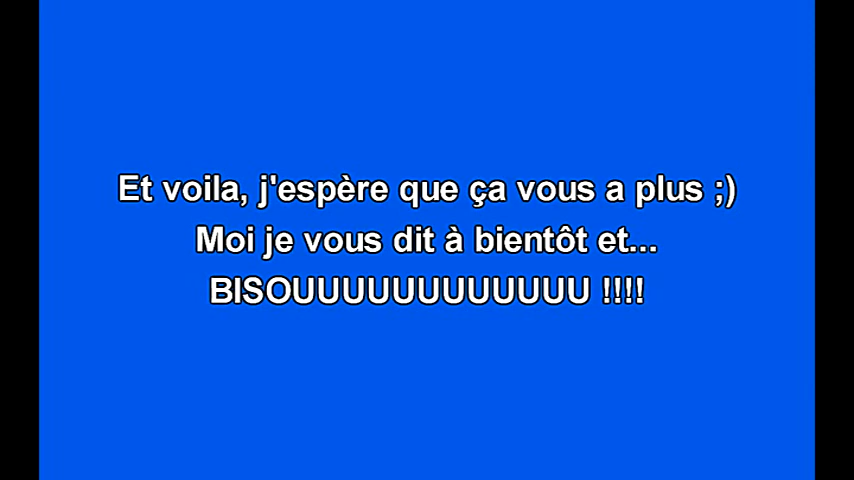 Et voila, j'espère que ça vous a plus ;)
Moi je vous dit à bientôt et...
BISOUUUUUUUUUUUU !!!!